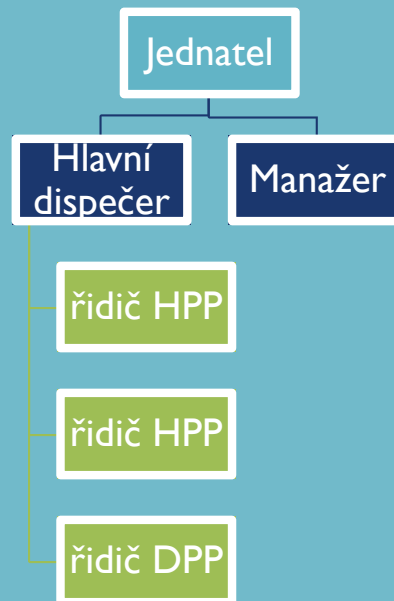 Jednatel
Hlavní
dispečer
Manažer
řidič HPP
řidič HPP
řidič DPP